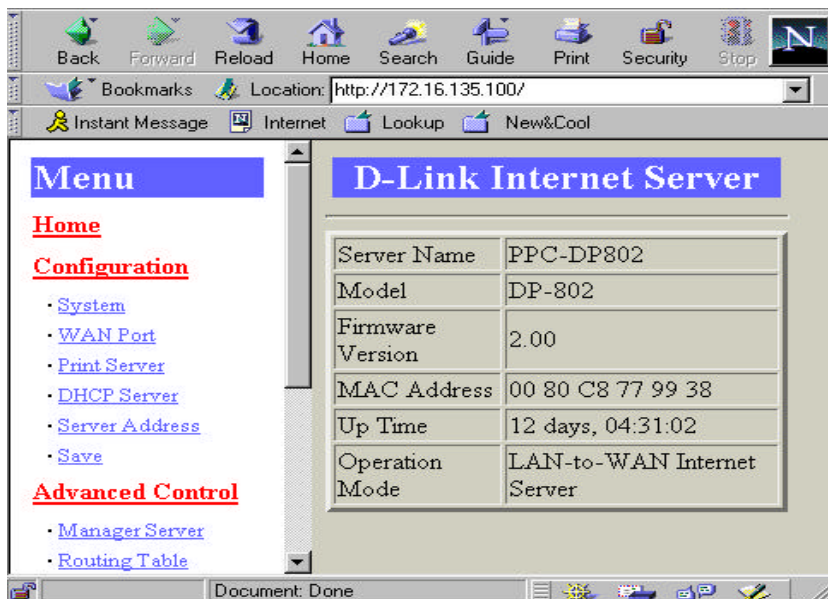 Back Forward Reload Home Search Guide Print Security Stop N
Bookmarks Location: http://172.16.135.100/
Instant Message Internet Lookup New&Cool
Menu
Home
Configuration
· System
· WAN Port
· Print Server
· DHCP Server
· Server Address
· Save
Advanced Control
· Manager Server
· Routing Table
D-Link Internet Server
Server Name PPC-DP802
Model DP-802
Firmware
Version 2.00
MAC Address 00 80 C8 77 99 38
Up Time 12 days, 04:31:02
Operation LAN-to-WAN Internet
Mode Server
Document: Done